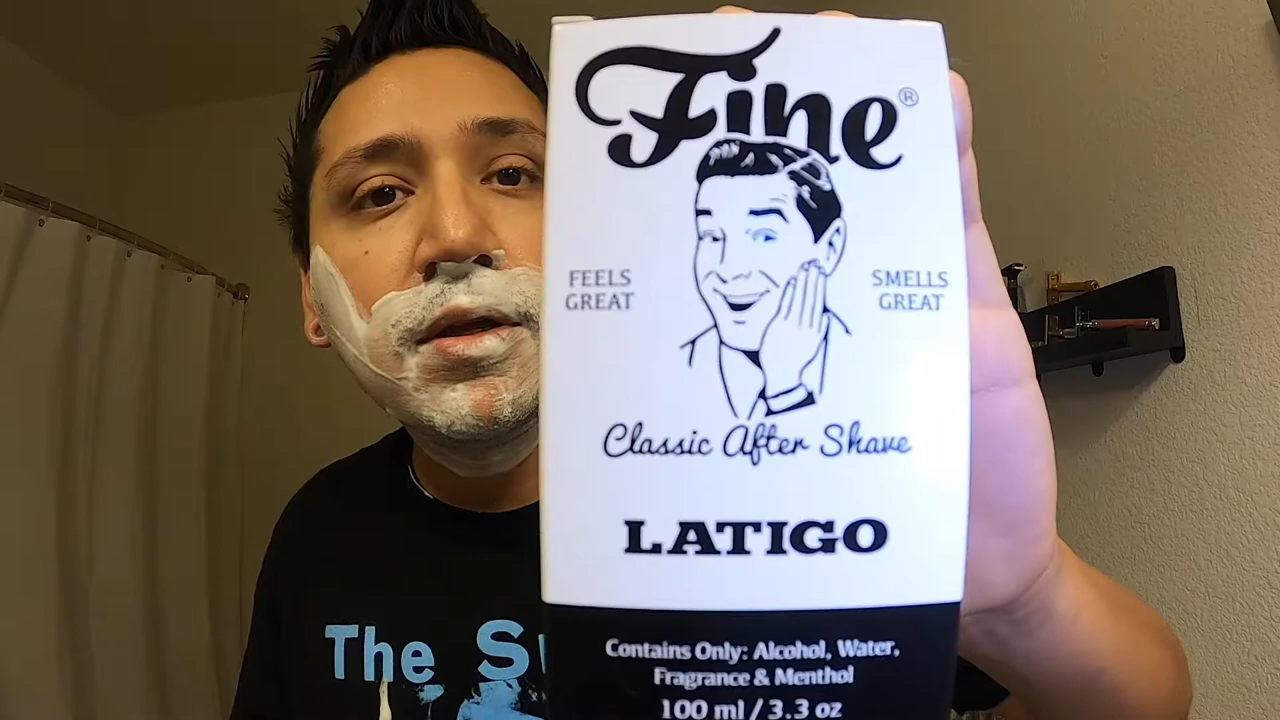 Fine®
FEELS
GREAT
SMELLS
GREAT
Classic After Shave
LATIGO
Contains Only: Alcohol, Water,
Fragrance & Menthol
100 ml / 3.3 oz
The